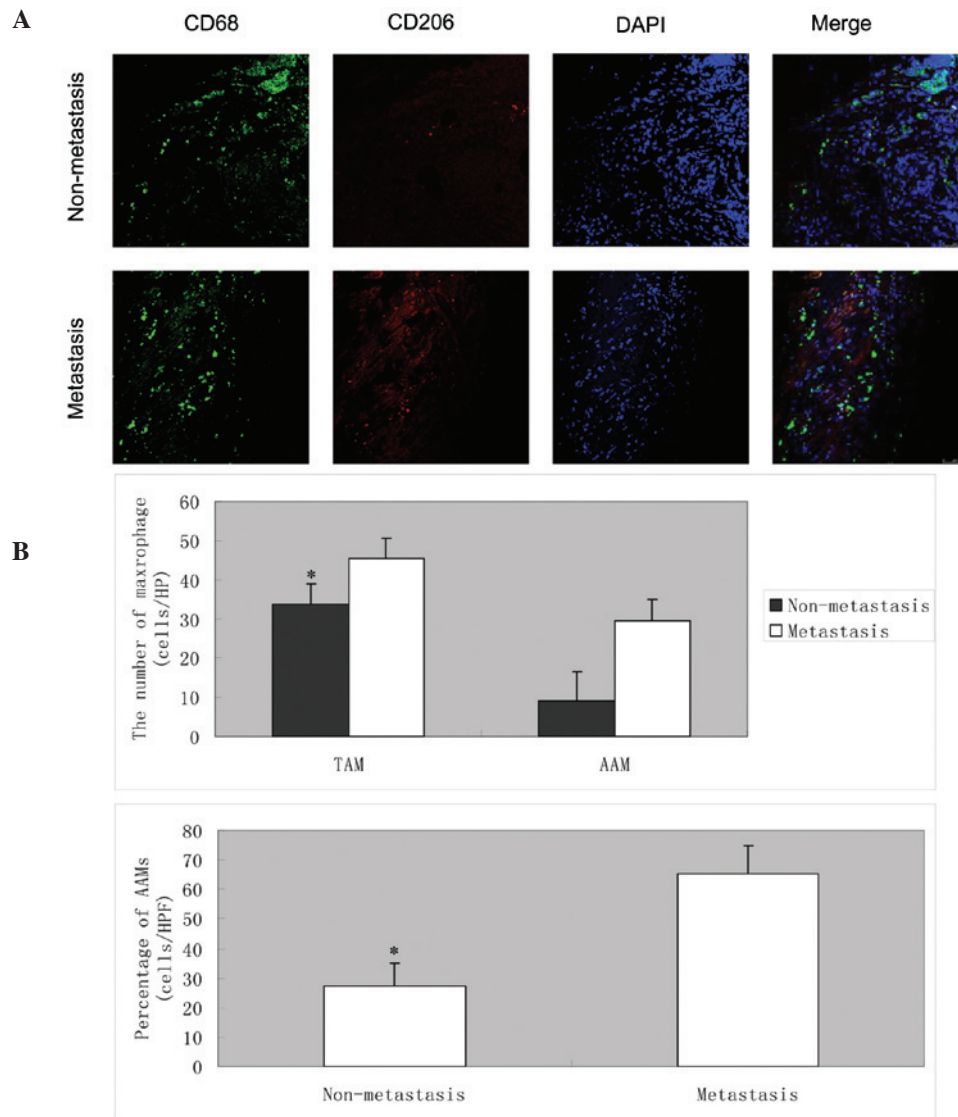 A
CD68 CD206 DAPI Merge
Non-metastasis
Metastasis
B
The number of maxrophage
(cells/HP)
60
50
40
30
20
10
0
*
TAM AAM
Non-metastasis
Metastasis
Percentage of AAMs
(cells/HPF)
80
70
60
50
40
30
20
10
0
*
Non-metastasis Metastasis